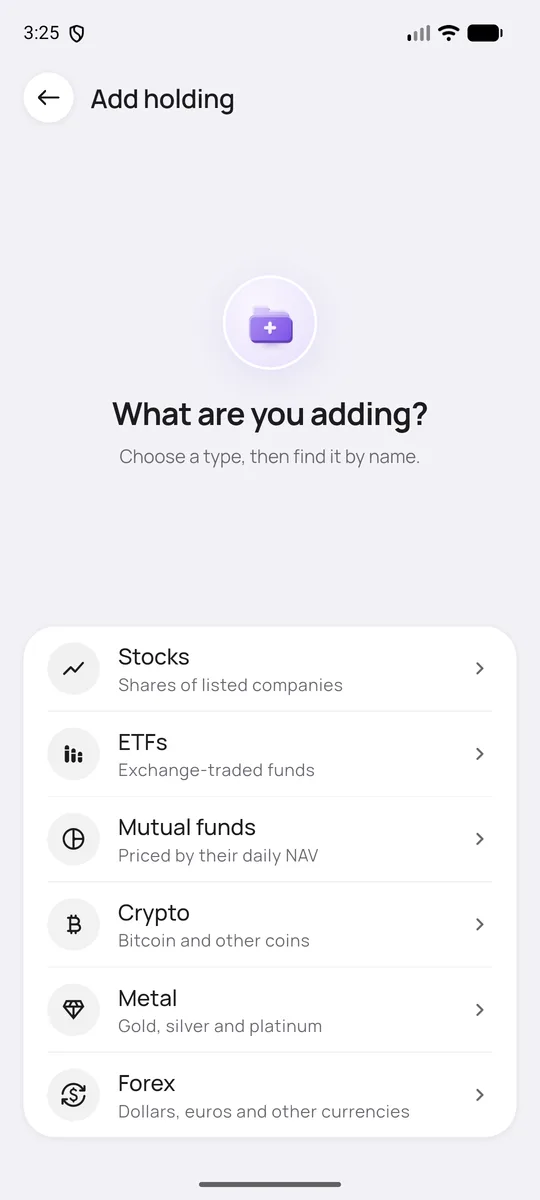 3:25
Add holding
What are you adding?
Choose a type, then find it by name.
Stocks
Shares of listed companies
ETFs
Exchange-traded funds
Mutual funds
Priced by their daily NAV
Crypto
Bitcoin and other coins
Metal
Gold, silver and platinum
Forex
Dollars, euros and other currencies